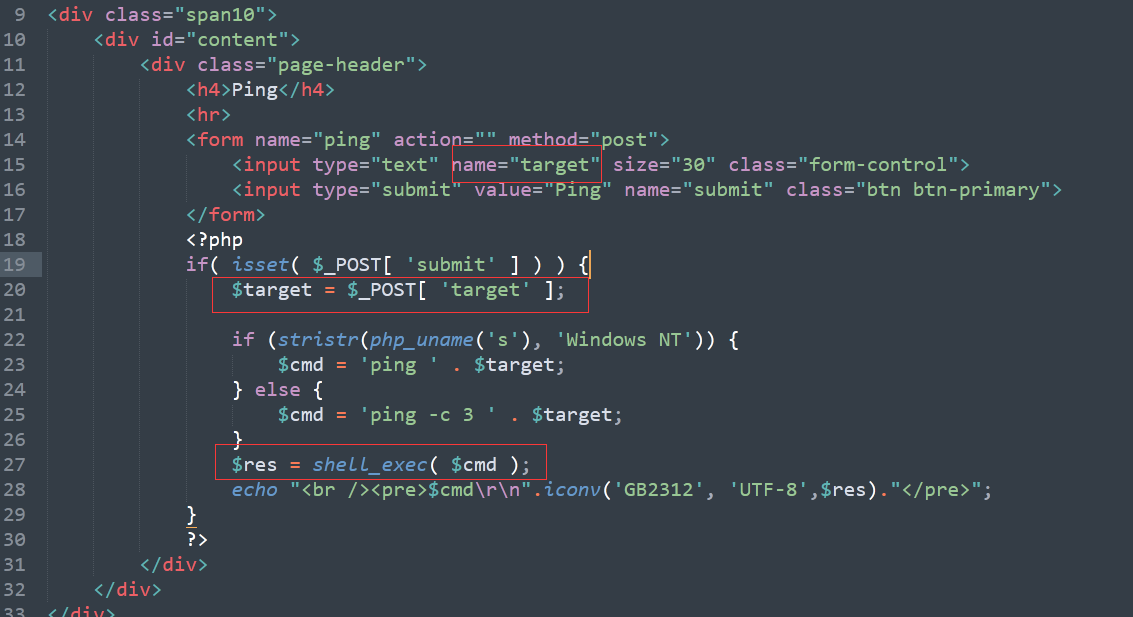 9 <div class="span10">
10 <div id="content">
11 <div class="page-header">
12 <h4>Ping</h4>
13 <hr>
14 <form name="ping" action="" method="post">
15 <input type="text" name="target" size="30" class="form-control">
16 <input type="submit" value="Ping" name="submit" class="btn btn-primary">
17 </form>
18 <?php
19 if( isset( $_POST[ 'submit' ] ) ) {
20 $target = $_POST[ 'target' ];
21
22 if (stristr(php_uname('s'), 'Windows NT')) {
23 $cmd = 'ping ' . $target;
24 } else {
25 $cmd = 'ping -c 3 ' . $target;
26 }
27 $res = shell_exec( $cmd );
28 echo "<br /><pre>$cmd\r\n".iconv('GB2312', 'UTF-8',$res)."</pre>";
29 }
30 ?>
31 </div>
32 </div>
33 </div>